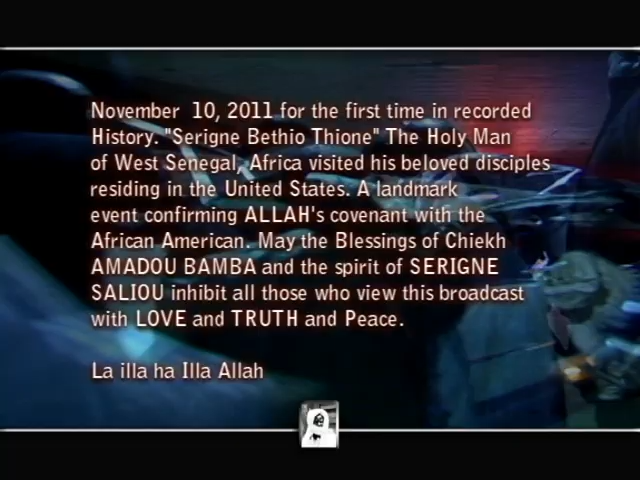 November 10, 2011 for the first time in recorded
History. "Serigne Bethio Thione" The Holy Man
of West Senegal, Africa visited his beloved disciples
residing in the United States. A landmark
event confirming ALLAH's covenant with the
African American. May the Blessings of Chiekh
AMADOU BAMBA and the spirit of SERIGNE
SALIOU inhibit all those who view this broadcast
with LOVE and TRUTH and Peace.
La illa ha Illa Allah